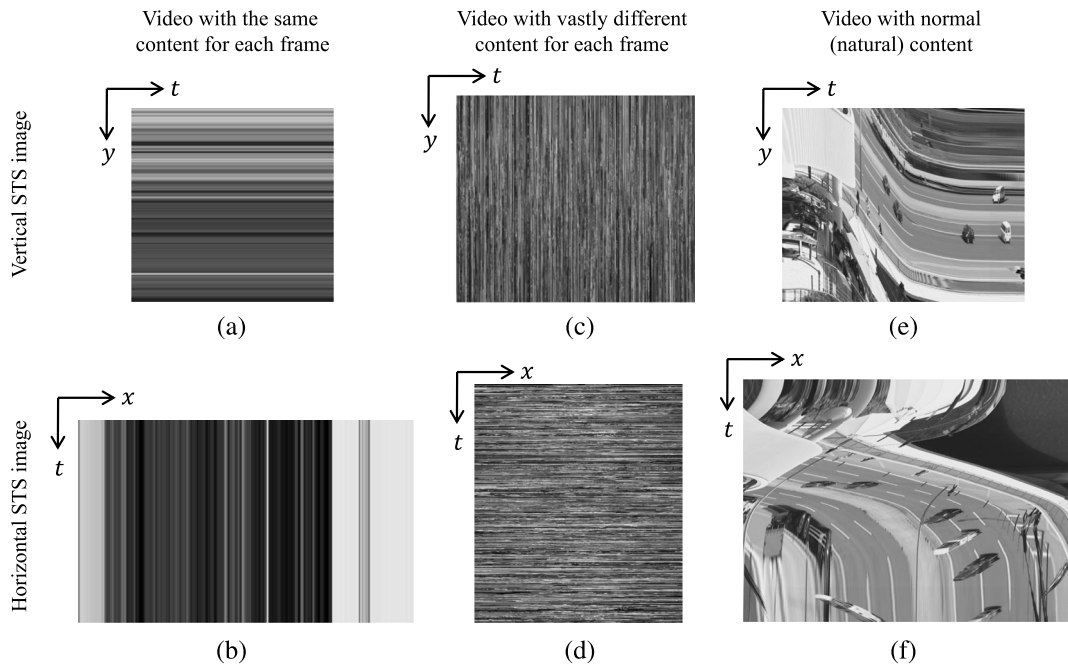 Video with the same
content for each frame
Video with vastly different
content for each frame
Video with normal
(natural) content
Vertical STS image
t
y
(a)
t
y
(c)
t
y
(e)
Horizontal STS image
x
t
(b)
x
t
(d)
x
t
(f)